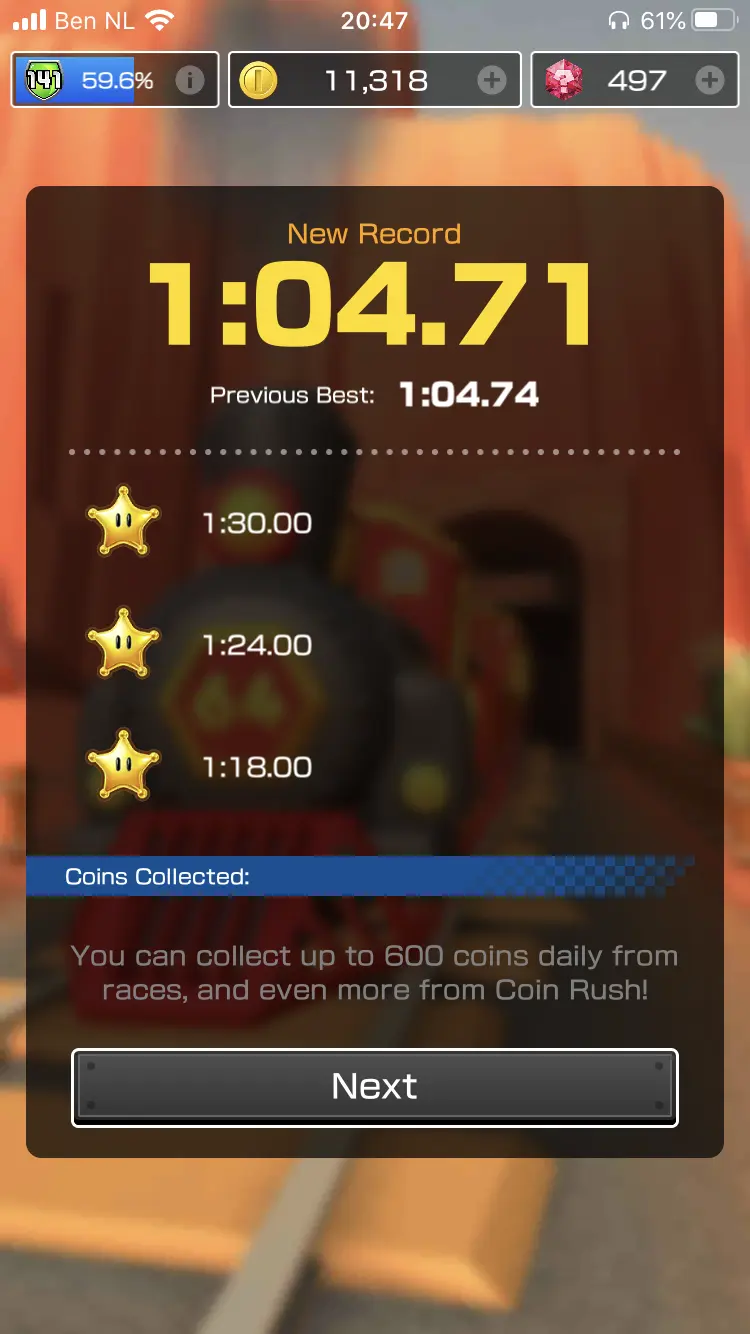 Ben NL 20:47 61%
141 59.6% i 11,318 + 497 +
New Record
1:04.71
Previous Best: 1:04.74
1:30.00
1:24.00
64
1:18.00
Coins Collected:
You can collect up to 600 coins daily from
races, and even more from Coin Rush!
Next